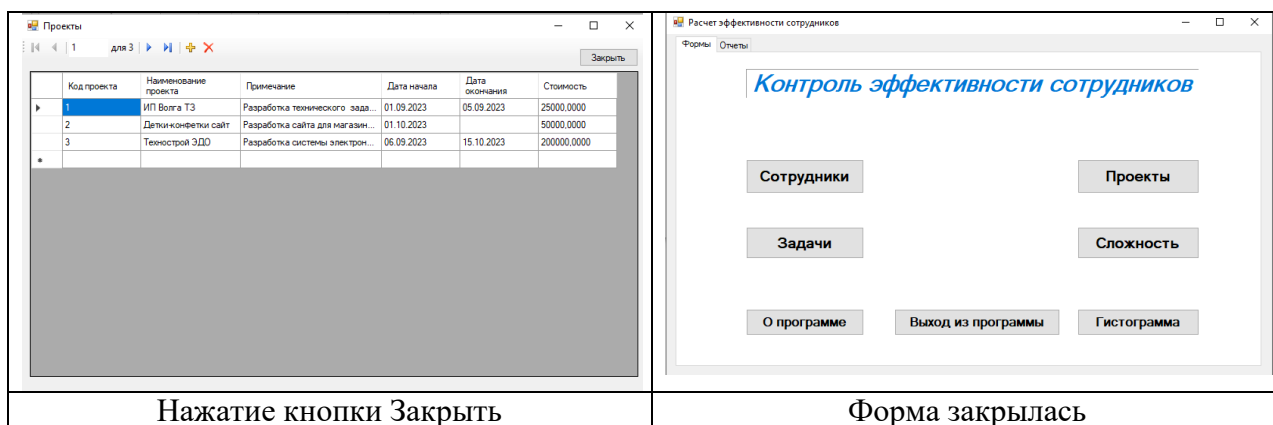 Проекты
1 для 3
Закрыть
Код проекта Наименование проекта Примечание Дата начала Дата окончания Стоимость
1 ИП Волга ТЗ Разработка технического зада... 01.09.2023 05.09.2023 25000,0000
2 Детки-конфетки сайт Разработка сайта для магазин... 01.10.2023 50000,0000
3 Технострой ЭДО Разработка системы электрон... 06.09.2023 15.10.2023 200000,0000
Нажатие кнопки Закрыть
Расчет эффективности сотрудников
Формы Отчеты
Контроль эффективности сотрудников
Сотрудники Проекты
Задачи Сложность
О программе Выход из программы Гистограмма
Форма закрылась